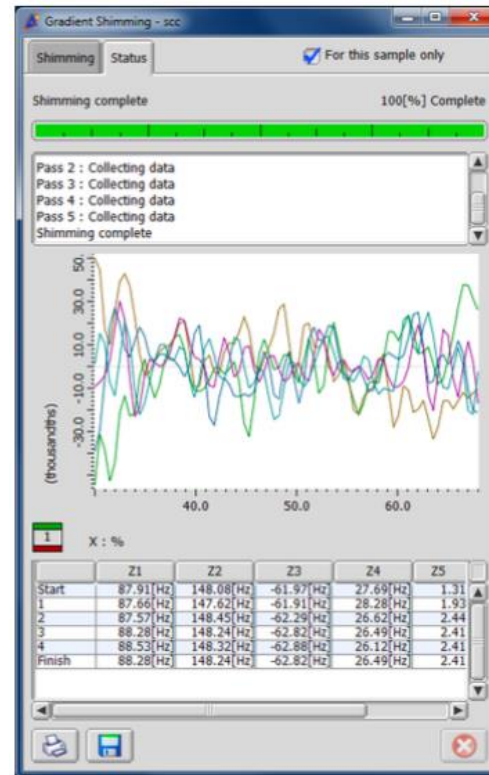 Gradient Shimming - scc
Shimming Status For this sample only
Shimming complete 100[%] Complete
Pass 2 : Collecting data
Pass 3 : Collecting data
Pass 4 : Collecting data
Pass 5 : Collecting data
Shimming complete
50.
30.0
10.0
-10.0
-30.0
(thousandths)
40.0 50.0 60.0
1 X : %
Z1 Z2 Z3 Z4 Z5
Start 87.91[Hz] 148.08[Hz] -61.97[Hz] 27.69[Hz] 1.31
1 87.66[Hz] 147.62[Hz] -61.91[Hz] 28.28[Hz] 1.93
2 87.57[Hz] 148.45[Hz] -62.29[Hz] 26.62[Hz] 2.44
3 88.28[Hz] 148.24[Hz] -62.82[Hz] 26.49[Hz] 2.41
4 88.53[Hz] 148.32[Hz] -62.88[Hz] 26.12[Hz] 2.41
Finish 88.28[Hz] 148.24[Hz] -62.82[Hz] 26.49[Hz] 2.41